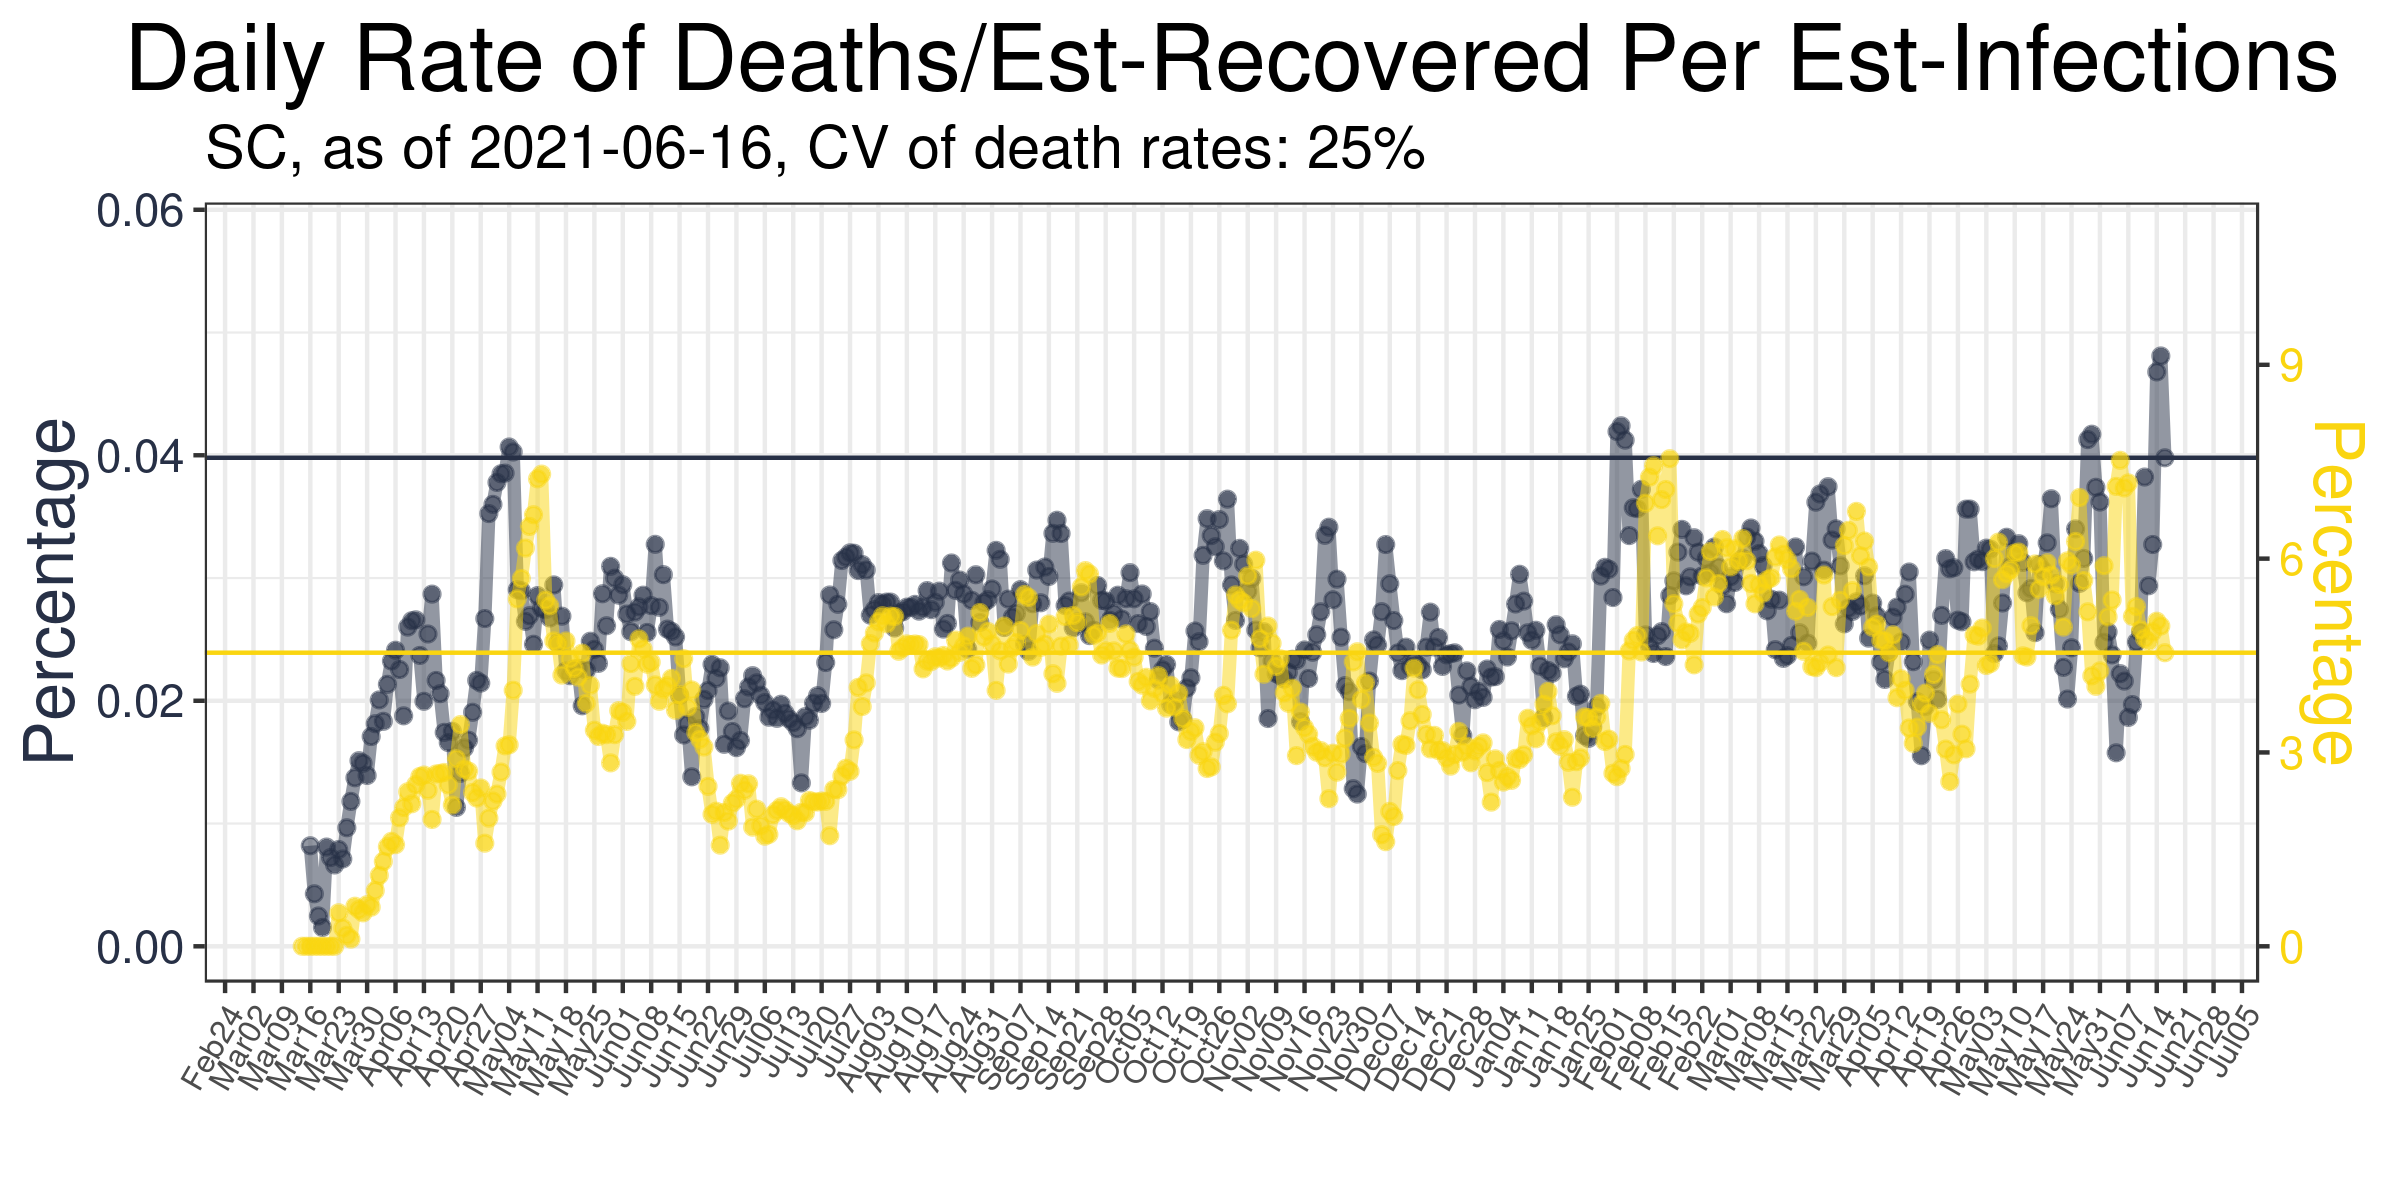 Daily Rate of Deaths/Est-Recovered Per Est-Infections
SC, as of 2021-06-16, CV of death rates: 25%
Percentage
0.06
0.04
0.02
0.00
9
6
3
0
Percentage
Feb24
Mar02
Mar09
Mar16
Mar23
Mar30
Apr06
Apr13
Apr20
Apr27
May04
May11
May18
May25
Jun01
Jun08
Jun15
Jun22
Jun29
Jul06
Jul13
Jul20
Jul27
Aug03
Aug10
Aug17
Aug24
Aug31
Sep07
Sep14
Sep21
Sep28
Oct05
Oct12
Oct19
Oct26
Nov02
Nov09
Nov16
Nov23
Nov30
Dec07
Dec14
Dec21
Dec28
Jan04
Jan11
Jan18
Jan25
Feb01
Feb08
Feb15
Feb22
Mar01
Mar08
Mar15
Mar22
Mar29
Apr05
Apr12
Apr19
Apr26
May03
May10
May17
May24
May31
Jun07
Jun14
Jun21
Jun28
Jul05